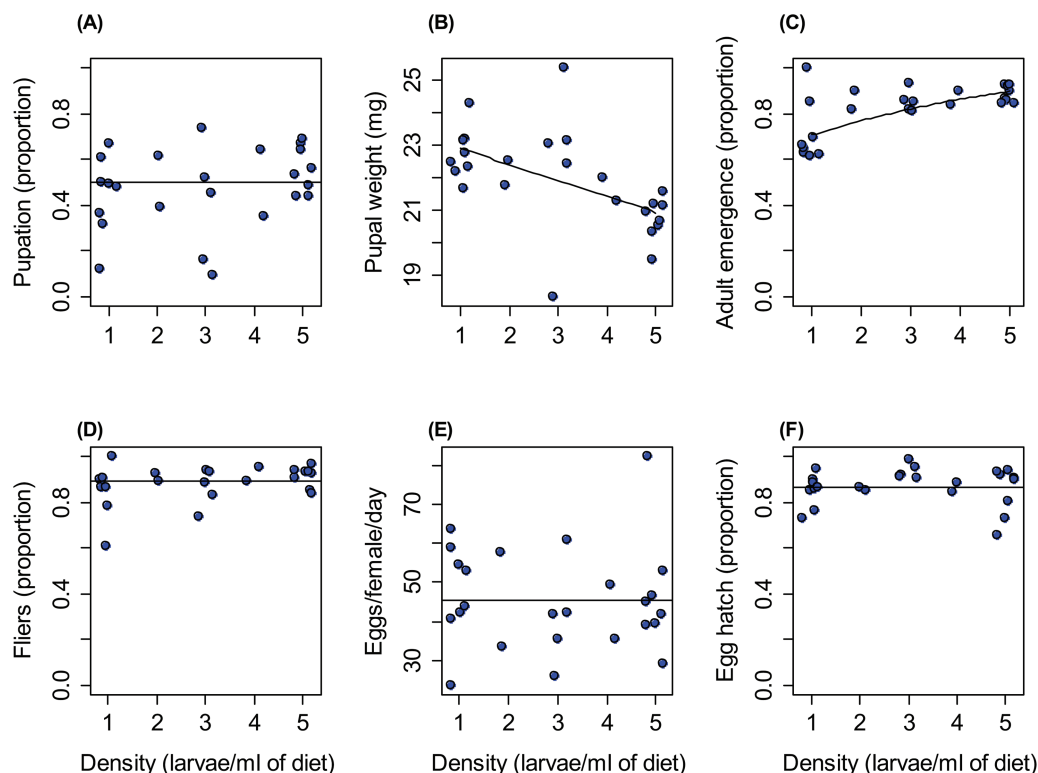 (A)
Pupation (proportion)
0.8
0.4
0.0
1 2 3 4 5
(B)
Pupal weight (mg)
25
23
21
19
1 2 3 4 5
(C)
Adult emergence (proportion)
0.8
0.4
0.0
1 2 3 4 5
(D)
Fliers (proportion)
0.8
0.4
0.0
1 2 3 4 5
Density (larvae/ml of diet)
(E)
Eggs/female/day
70
50
30
1 2 3 4 5
Density (larvae/ml of diet)
(F)
Egg hatch (proportion)
0.8
0.4
0.0
1 2 3 4 5
Density (larvae/ml of diet)